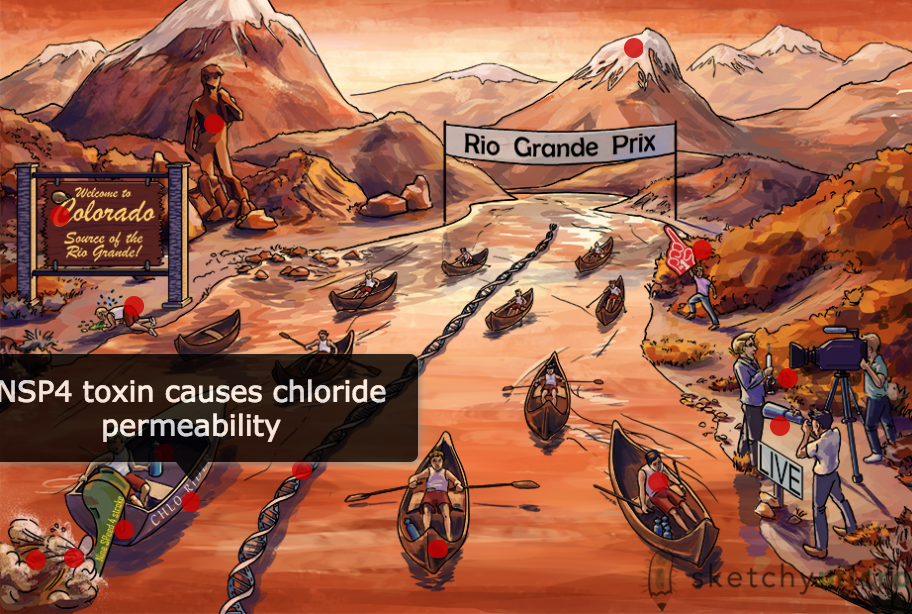 Rio Grande Prix
Welcome to
Colorado
Source of the
Rio Grande!
NSP4 toxin causes chloride
permeability
LIVE
CHLO RI
sketchy